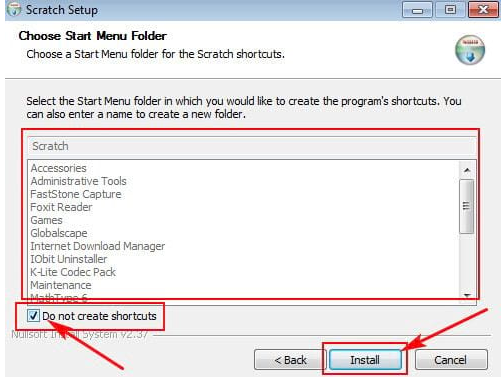 Scratch Setup
Choose Start Menu Folder
Choose a Start Menu folder for the Scratch shortcuts.
Select the Start Menu folder in which you would like to create the program's shortcuts. You
can also enter a name to create a new folder.
Scratch
Accessories
Administrative Tools
FastStone Capture
Foxit Reader
Games
Globalscape
Internet Download Manager
IObit Uninstaller
K-Lite Codec Pack
Maintenance
MathType 6
Do not create shortcuts
Nullsoft Install System v2.37
< Back
Install
Cancel